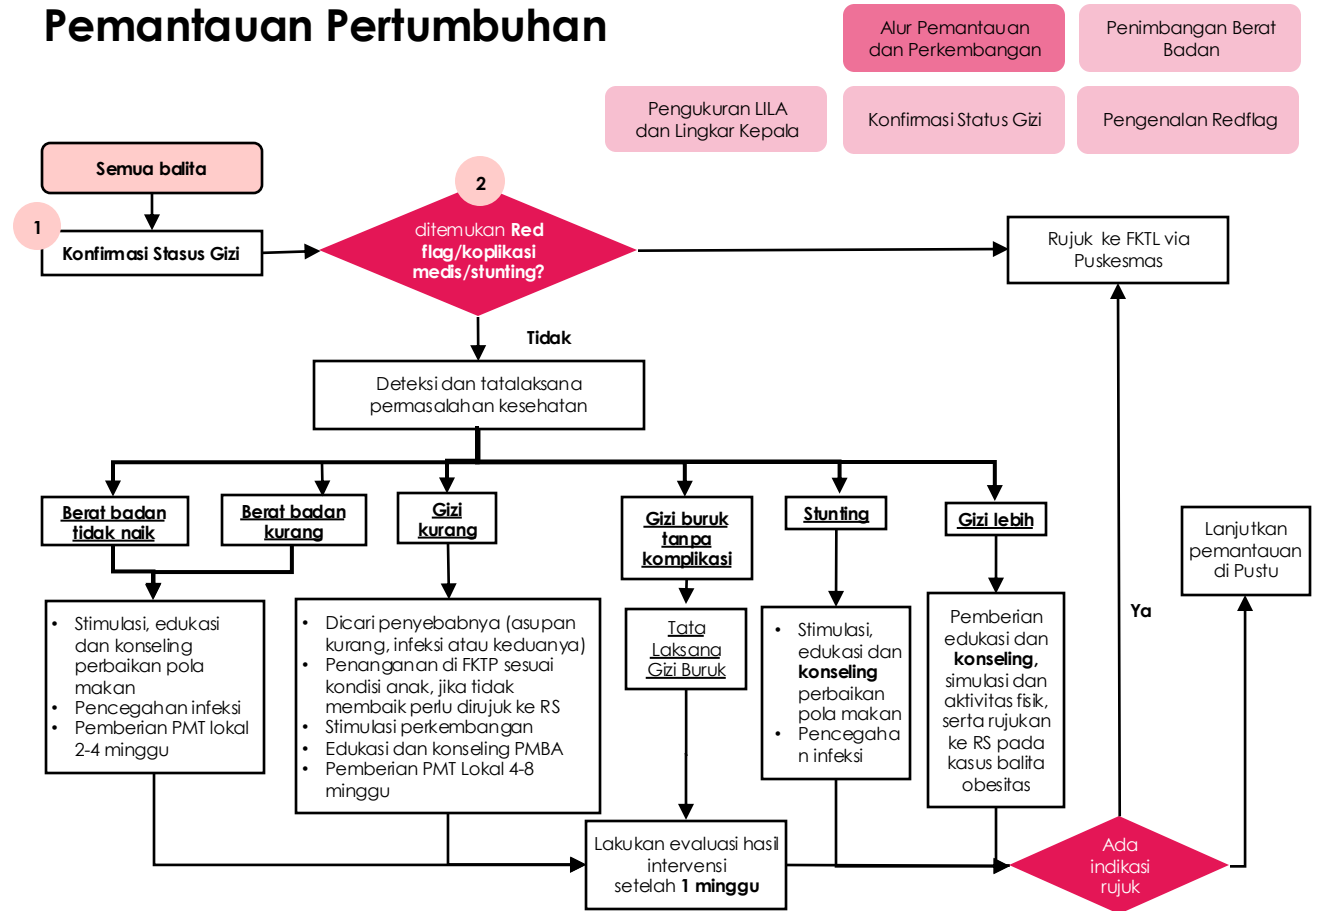 Pemantauan Pertumbuhan
Alur Pemantauan
dan Perkembangan
Penimbangan Berat
Badan
Pengukuran LILA
dan Lingkar Kepala
Konfirmasi Status Gizi
Pengenalan Redflag
Semua balita
1
Konfirmasi Stasus Gizi
2
ditemukan Red
flag/koplikasi
medis/stunting?
Rujuk ke FKTL via
Puskesmas
Tidak
Deteksi dan tatalaksana
permasalahan kesehatan
Berat badan
tidak naik
Berat badan
kurang
Gizi
kurang
Gizi buruk
tanpa
komplikasi
Stunting
Gizi lebih
Lanjutkan
pemantauan
di Pustu
• Stimulasi, edukasi
dan konseling
perbaikan pola
makan
• Pencegahan infeksi
• Pemberian PMT lokal
2-4 minggu
• Dicari penyebabnya (asupan
kurang, infeksi atau keduanya)
• Penanganan di FKTP sesuai
kondisi anak, jika tidak
membaik perlu dirujuk ke RS
• Stimulasi perkembangan
• Edukasi dan konseling PMBA
• Pemberian PMT Lokal 4-8
minggu
Tata
Laksana
Gizi Buruk
• Stimulasi,
edukasi dan
konseling
perbaikan
pola makan
• Pencegaha
n infeksi
Pemberian
edukasi dan
konseling,
simulasi dan
aktivitas fisik,
serta rujukan
ke RS pada
kasus balita
obesitas
Ya
Lakukan evaluasi hasil
intervensi
setelah 1 minggu
Ada
indikasi
rujuk